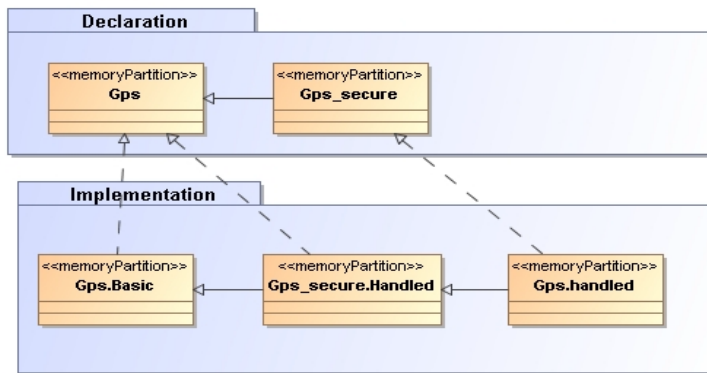 Declaration
<<memoryPartition>>
Gps
<<memoryPartition>>
Gps_secure
Implementation
<<memoryPartition>>
Gps.Basic
<<memoryPartition>>
Gps_secure.Handled
<<memoryPartition>>
Gps.handled